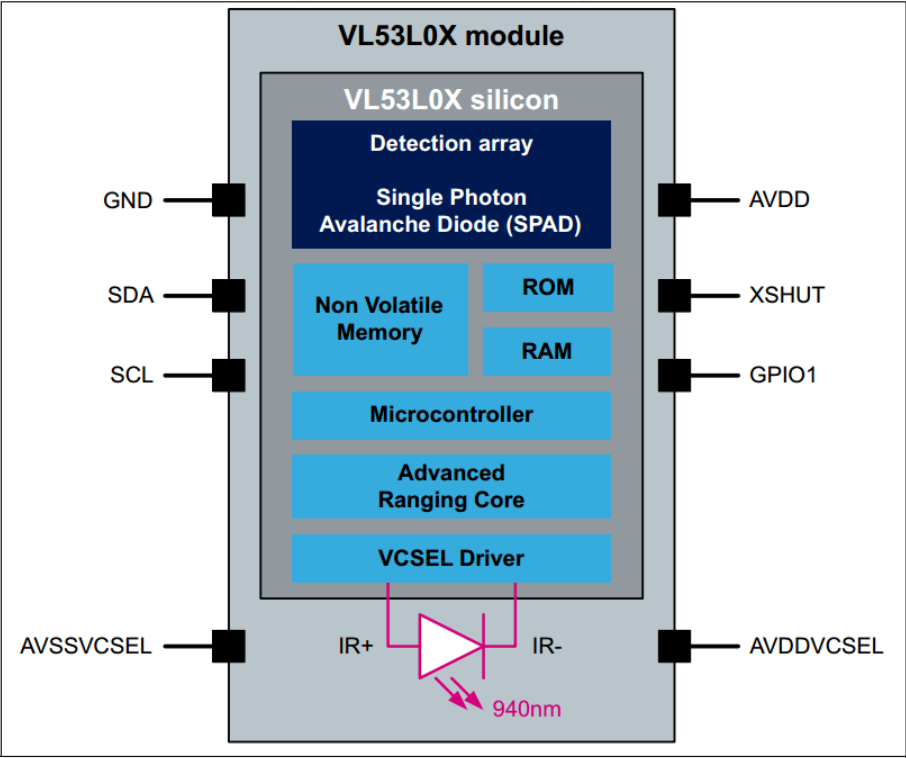 VL53L0X module
VL53L0X silicon
Detection array
Single Photon
Avalanche Diode (SPAD)
Non Volatile
Memory
ROM
RAM
Microcontroller
Advanced
Ranging Core
VCSEL Driver
GND
SDA
SCL
AVSSVCSEL
AVDD
XSHUT
GPIO1
AVDDVCSEL
IR+
IR-
940nm